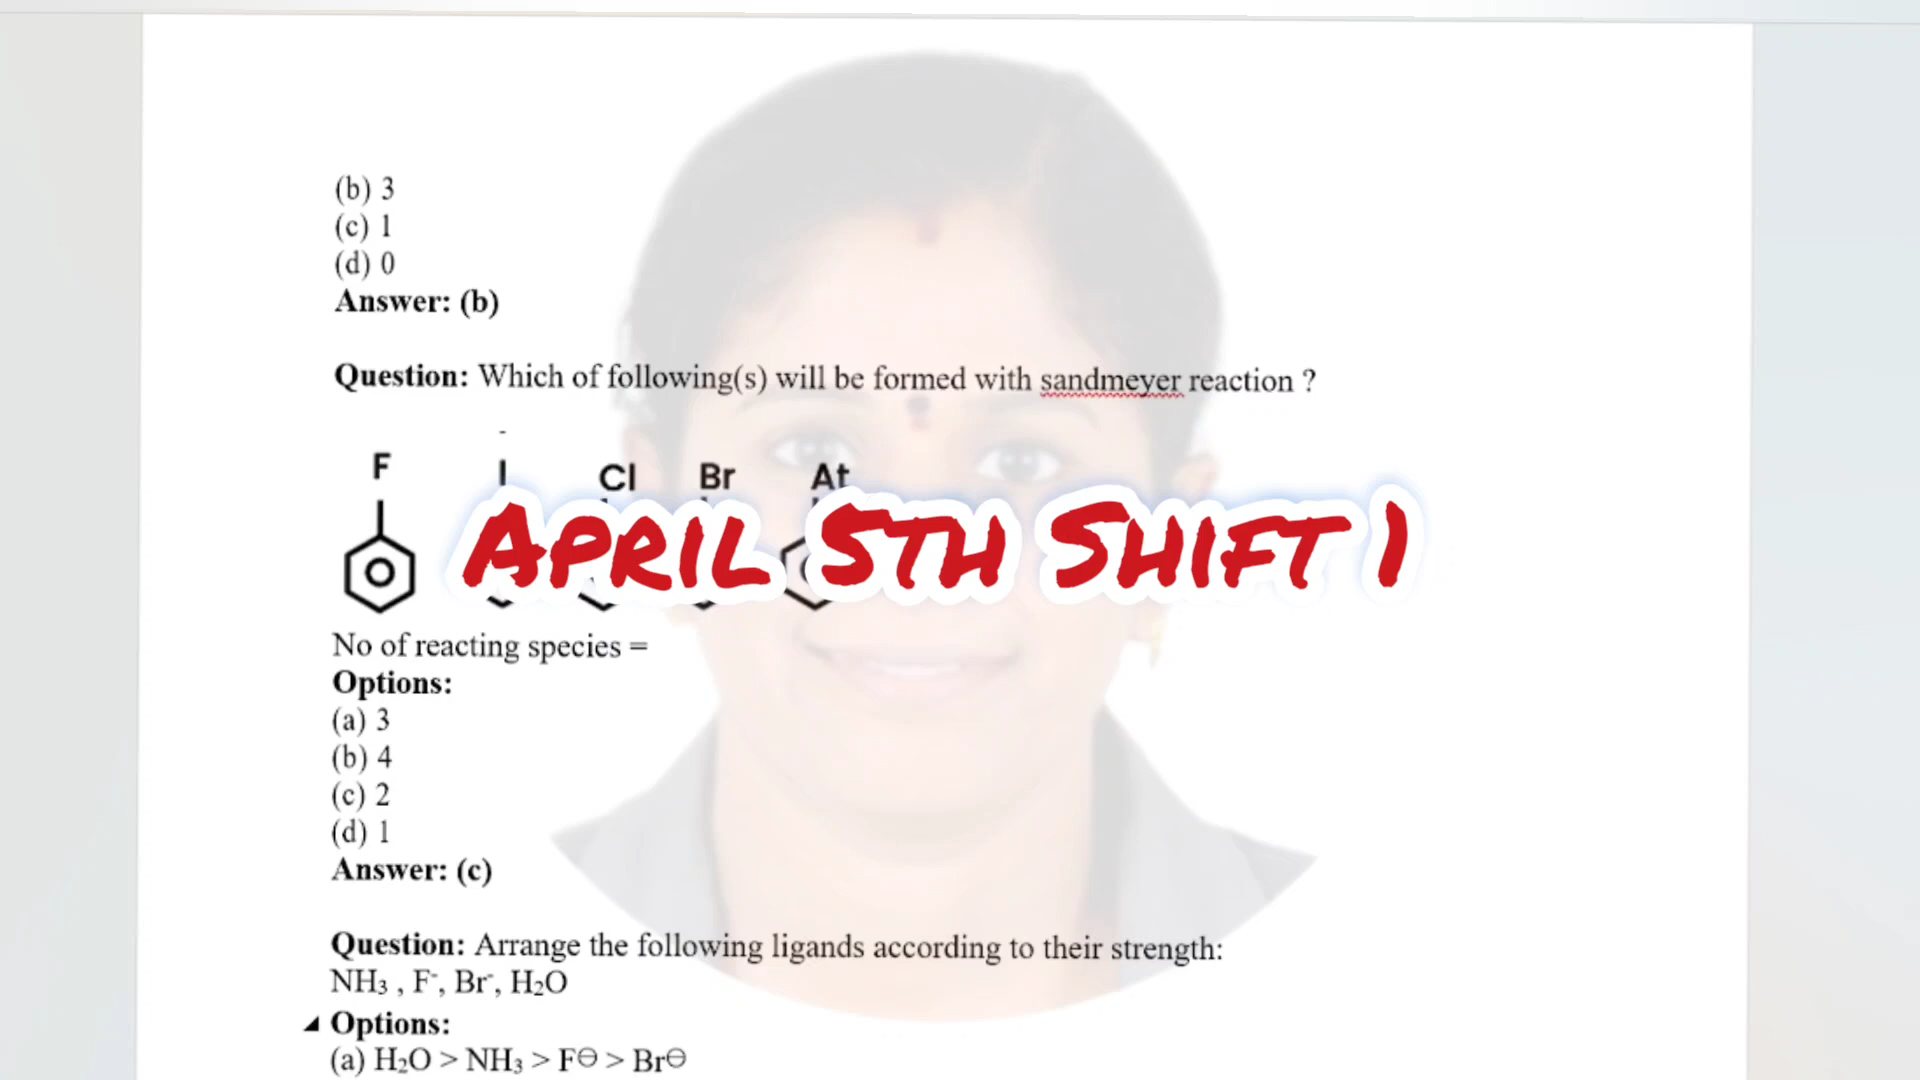 (b) 3
(c) 1
(d) 0
Answer: (b)
Question: Which of following(s) will be formed with sandmeyer reaction ?
F I Cl Br At
April 5th Shift 1
No of reacting species =
Options:
(a) 3
(b) 4
(c) 2
(d) 1
Answer: (c)
Question: Arrange the following ligands according to their strength:
NH₃ , F⁻, Br⁻, H₂O
Options:
(a) H₂O > NH₃ > F⊖ > Br⊖